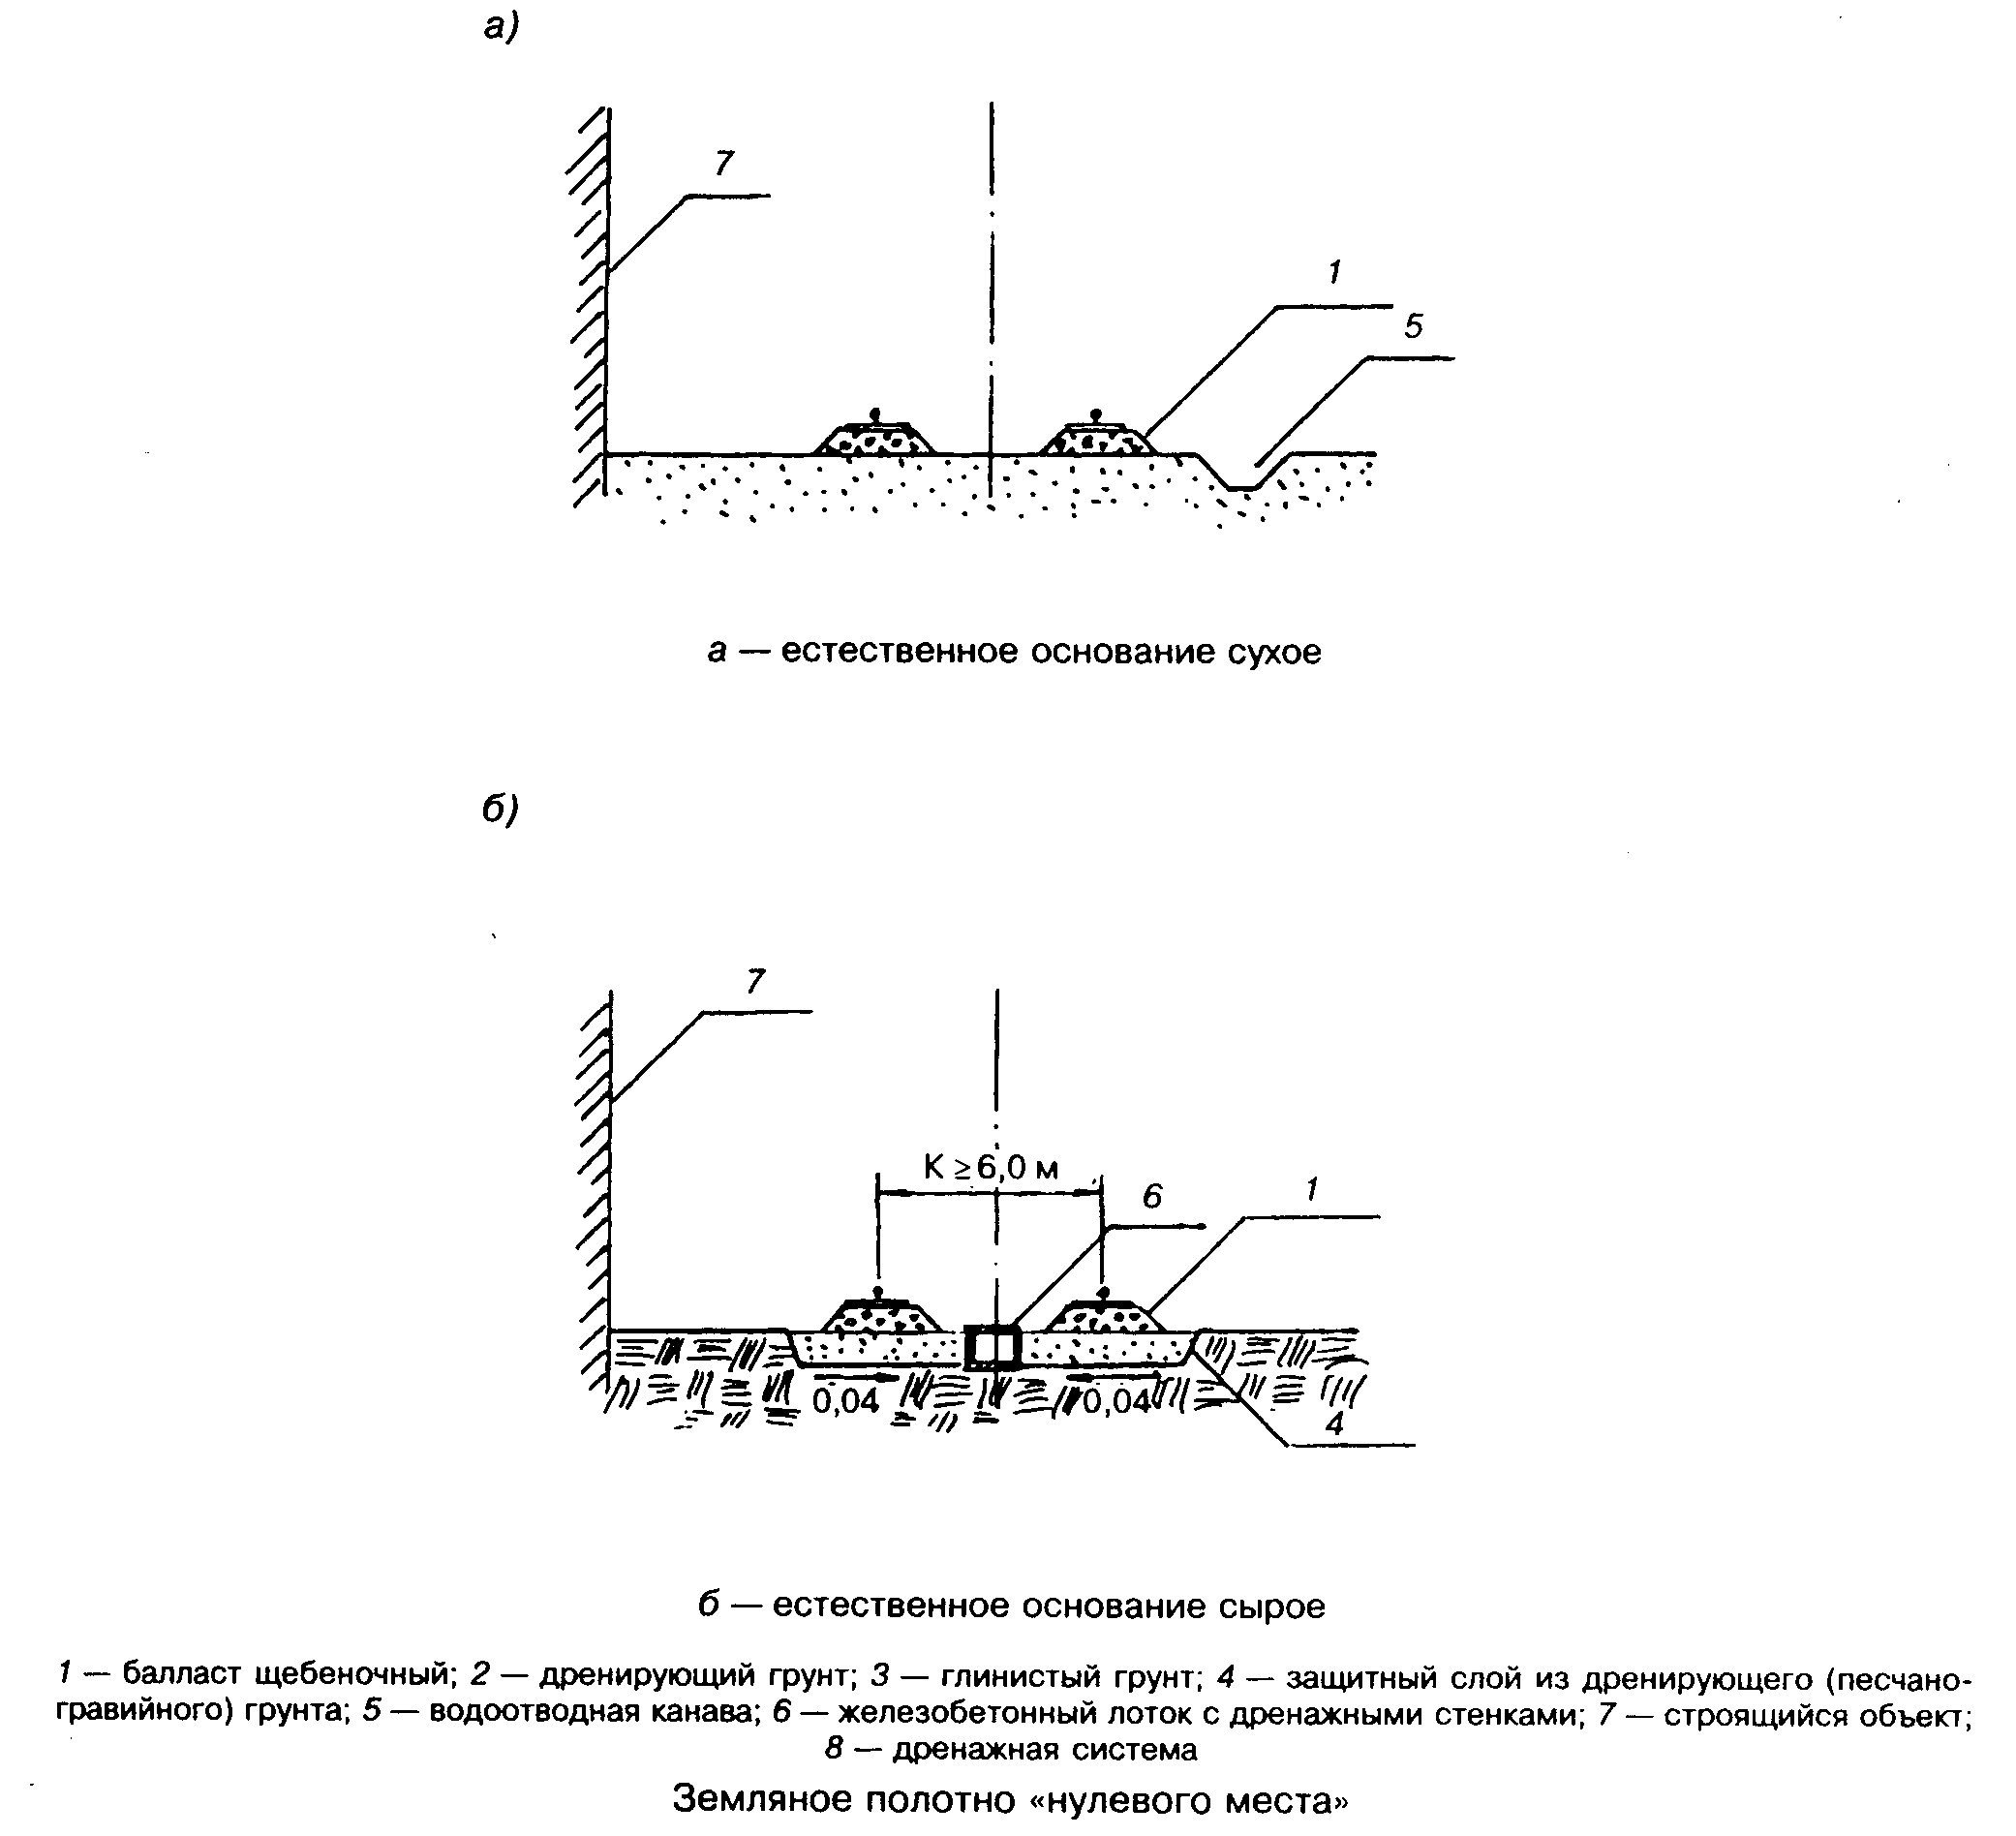 а)
7
1
5
а — естественное основание сухое
б)
7
К ≥ 6,0 м
6
1
0,04
0,04
4
б — естественное основание сырое
1 — балласт щебеночный; 2 — дренирующий грунт; 3 — глинистый грунт; 4 — защитный слой из дренирующего (песчано-
гравийного) грунта; 5 — водоотводная канава; 6 — железобетонный лоток с дренажными стенками; 7 — строящийся объект;
8 — дренажная система
Земляное полотно «нулевого места»